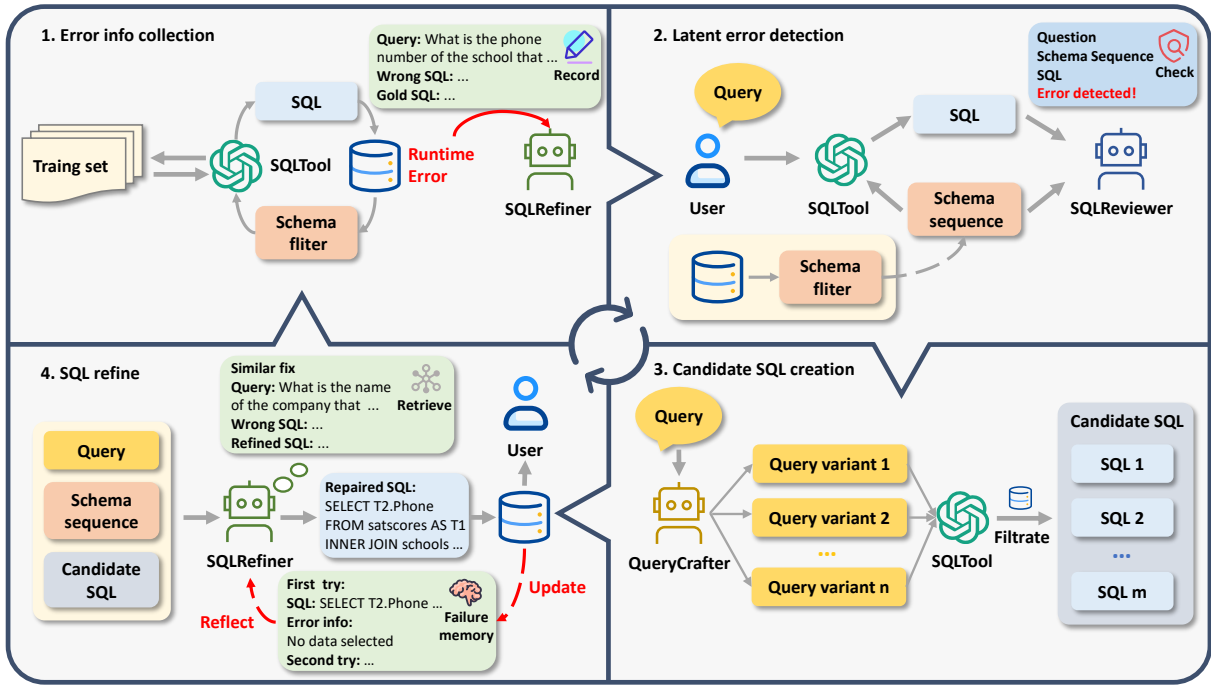 1. Error info collection
Query: What is the phone
number of the school that ...
Wrong SQL: ...
Gold SQL: ...
Record
SQL
Traing set
SQLTool
Runtime
Error
SQLRefiner
Schema
fliter
2. Latent error detection
Question
Schema Sequence
SQL
Error detected!
Check
Query
SQL
User
SQLTool
Schema
sequence
SQLReviewer
Schema
fliter
4. SQL refine
Similar fix
Query: What is the name
of the company that ...
Wrong SQL: ...
Refined SQL: ...
Retrieve
User
Query
Schema
sequence
Candidate
SQL
SQLRefiner
Repaired SQL:
SELECT T2.Phone
FROM satscores AS T1
INNER JOIN schools ...
Reflect
First try:
SQL: SELECT T2.Phone ...
Error info:
No data selected
Second try: ...
Failure
memory
Update
3. Candidate SQL creation
Query
QueryCrafter
Query variant 1
Query variant 2
...
Query variant n
SQLTool
Filtrate
Candidate SQL
SQL 1
SQL 2
...
SQL m